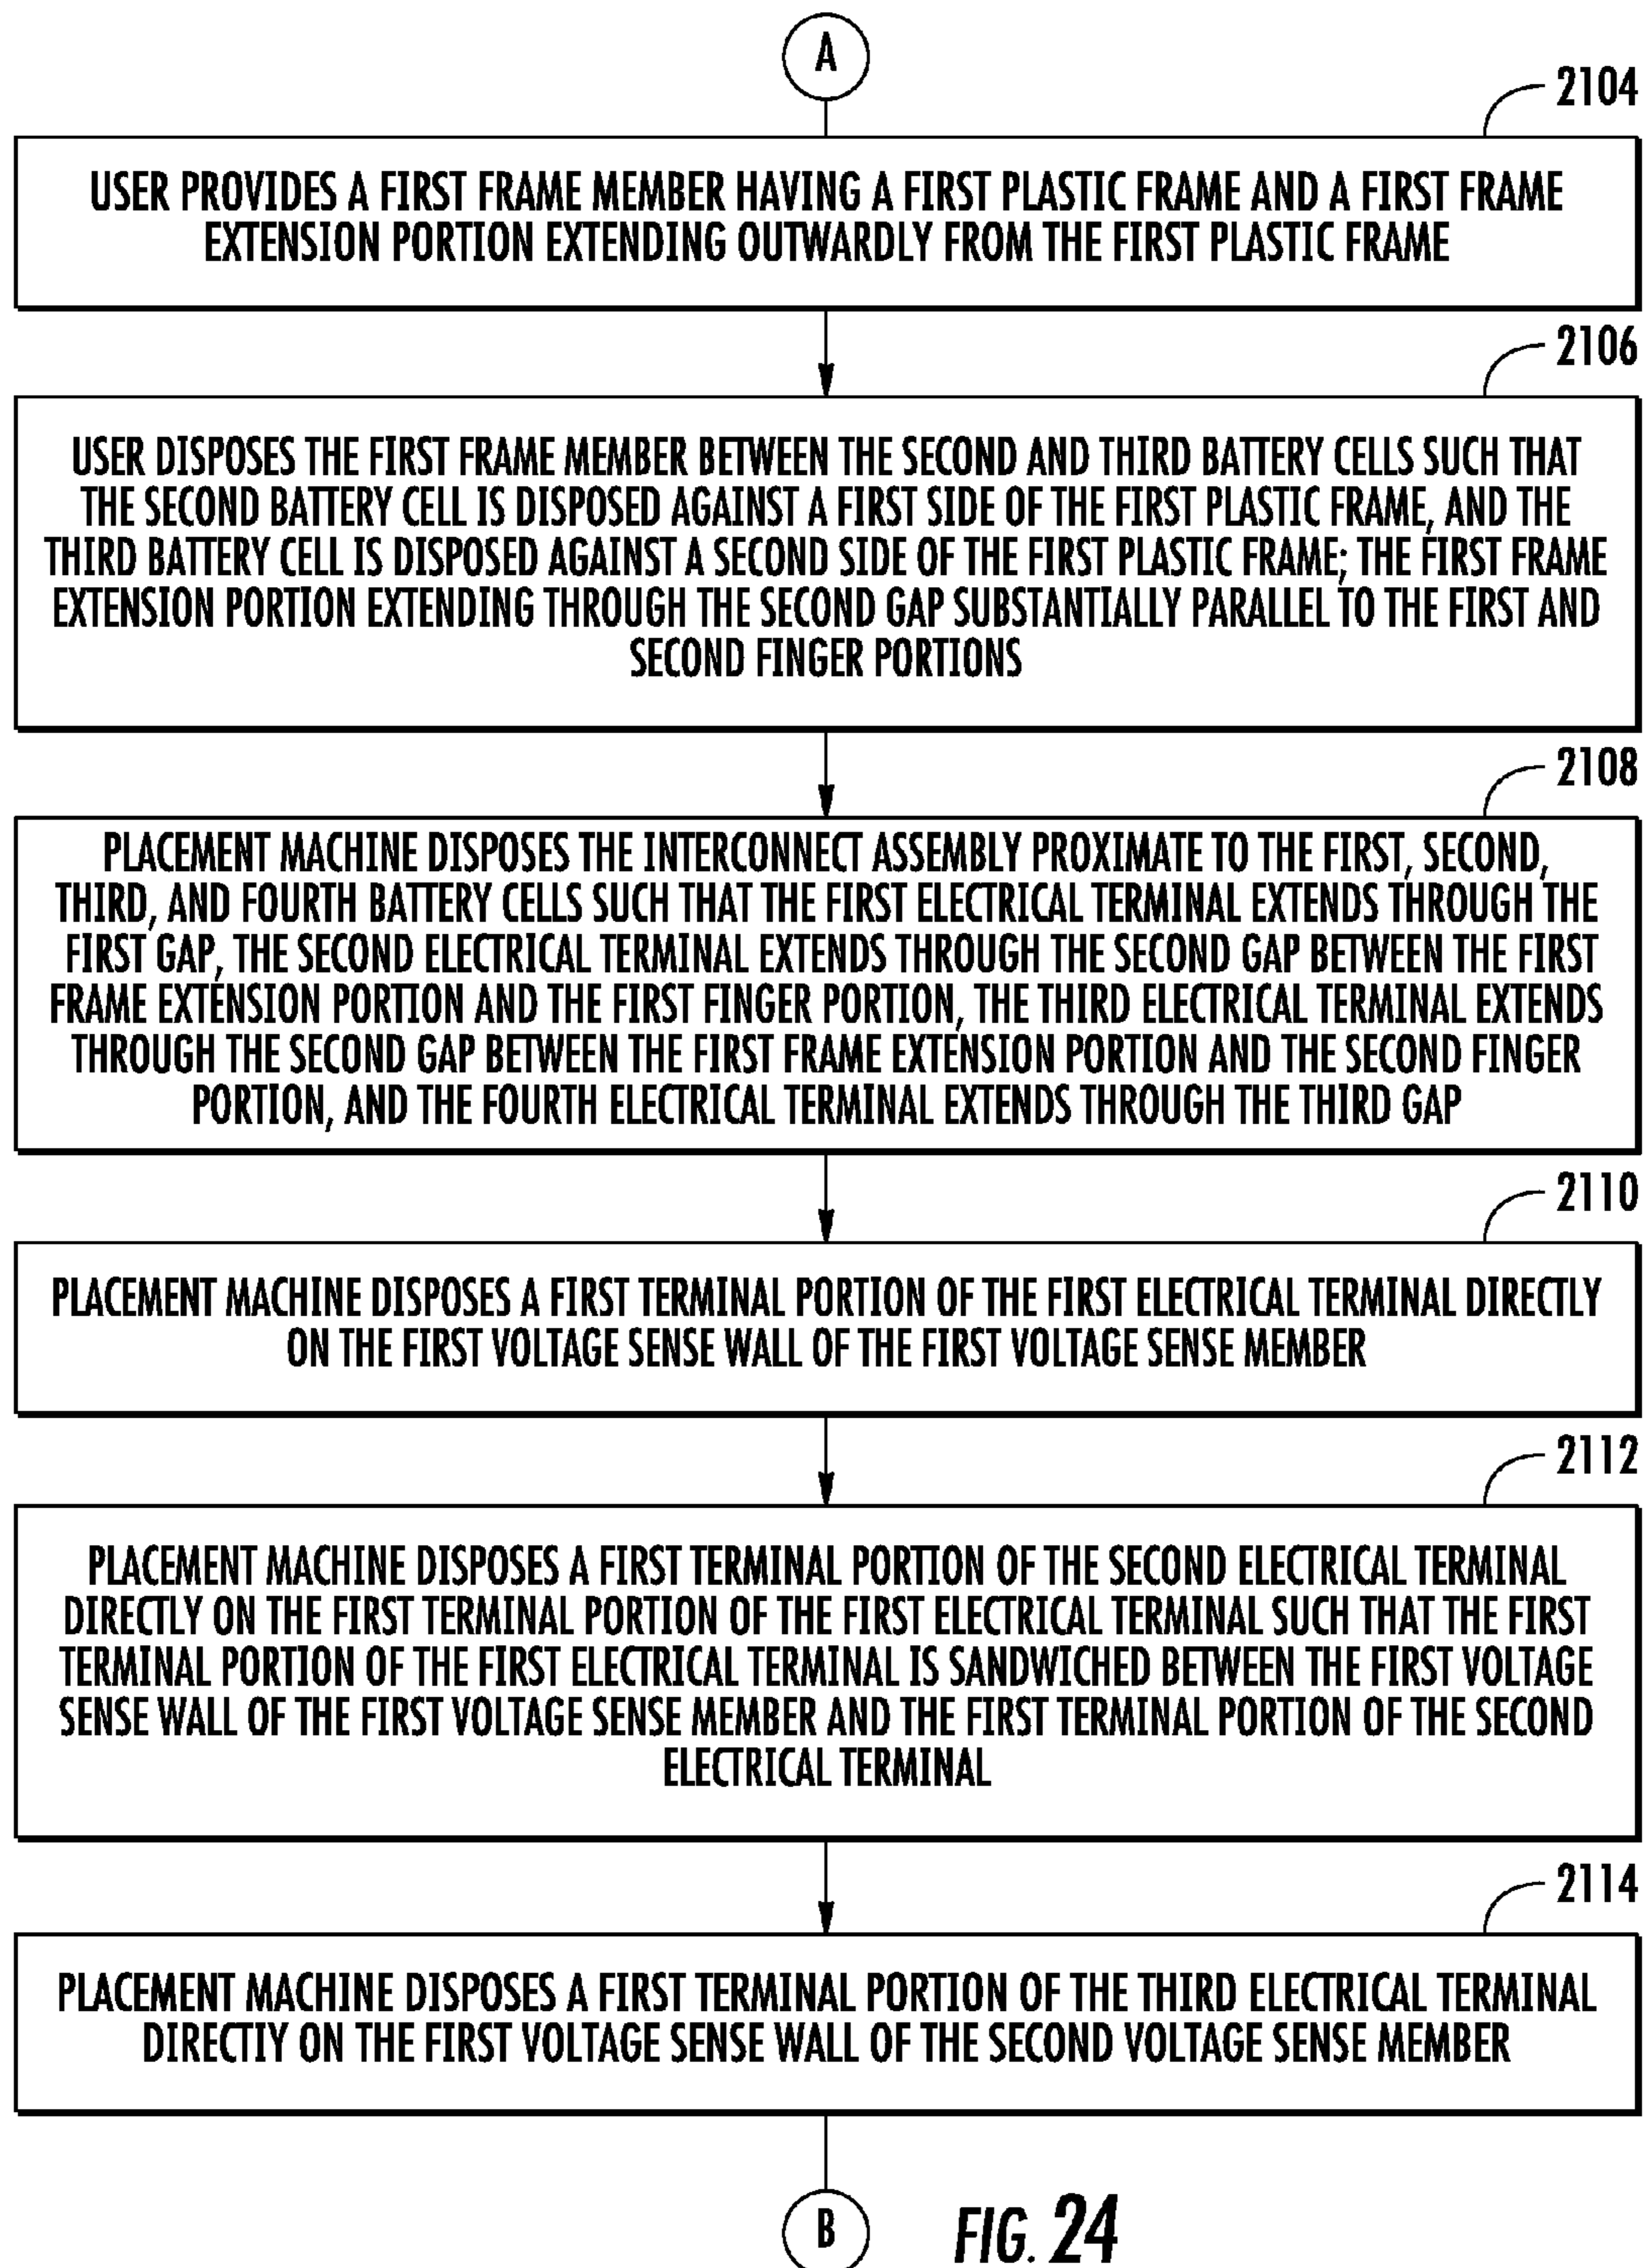 A
2104
USER PROVIDES A FIRST FRAME MEMBER HAVING A FIRST PLASTIC FRAME AND A FIRST FRAME
EXTENSION PORTION EXTENDING OUTWARDLY FROM THE FIRST PLASTIC FRAME
2106
USER DISPOSES THE FIRST FRAME MEMBER BETWEEN THE SECOND AND THIRD BATTERY CELLS SUCH THAT
THE SECOND BATTERY CELL IS DISPOSED AGAINST A FIRST SIDE OF THE FIRST PLASTIC FRAME, AND THE
THIRD BATTERY CELL IS DISPOSED AGAINST A SECOND SIDE OF THE FIRST PLASTIC FRAME; THE FIRST FRAME
EXTENSION PORTION EXTENDING THROUGH THE SECOND GAP SUBSTANTIALLY PARALLEL TO THE FIRST AND
SECOND FINGER PORTIONS
2108
PLACEMENT MACHINE DISPOSES THE INTERCONNECT ASSEMBLY PROXIMATE TO THE FIRST, SECOND,
THIRD, AND FOURTH BATTERY CELLS SUCH THAT THE FIRST ELECTRICAL TERMINAL EXTENDS THROUGH THE
FIRST GAP, THE SECOND ELECTRICAL TERMINAL EXTENDS THROUGH THE SECOND GAP BETWEEN THE FIRST
FRAME EXTENSION PORTION AND THE FIRST FINGER PORTION, THE THIRD ELECTRICAL TERMINAL EXTENDS
THROUGH THE SECOND GAP BETWEEN THE FIRST FRAME EXTENSION PORTION AND THE SECOND FINGER
PORTION, AND THE FOURTH ELECTRICAL TERMINAL EXTENDS THROUGH THE THIRD GAP
2110
PLACEMENT MACHINE DISPOSES A FIRST TERMINAL PORTION OF THE FIRST ELECTRICAL TERMINAL DIRECTLY
ON THE FIRST VOLTAGE SENSE WALL OF THE FIRST VOLTAGE SENSE MEMBER
2112
PLACEMENT MACHINE DISPOSES A FIRST TERMINAL PORTION OF THE SECOND ELECTRICAL TERMINAL
DIRECTLY ON THE FIRST TERMINAL PORTION OF THE FIRST ELECTRICAL TERMINAL SUCH THAT THE FIRST
TERMINAL PORTION OF THE FIRST ELECTRICAL TERMINAL IS SANDWICHED BETWEEN THE FIRST VOLTAGE
SENSE WALL OF THE FIRST VOLTAGE SENSE MEMBER AND THE FIRST TERMINAL PORTION OF THE SECOND
ELECTRICAL TERMINAL
2114
PLACEMENT MACHINE DISPOSES A FIRST TERMINAL PORTION OF THE THIRD ELECTRICAL TERMINAL
DIRECTIY ON THE FIRST VOLTAGE SENSE WALL OF THE SECOND VOLTAGE SENSE MEMBER
B
FIG. 24